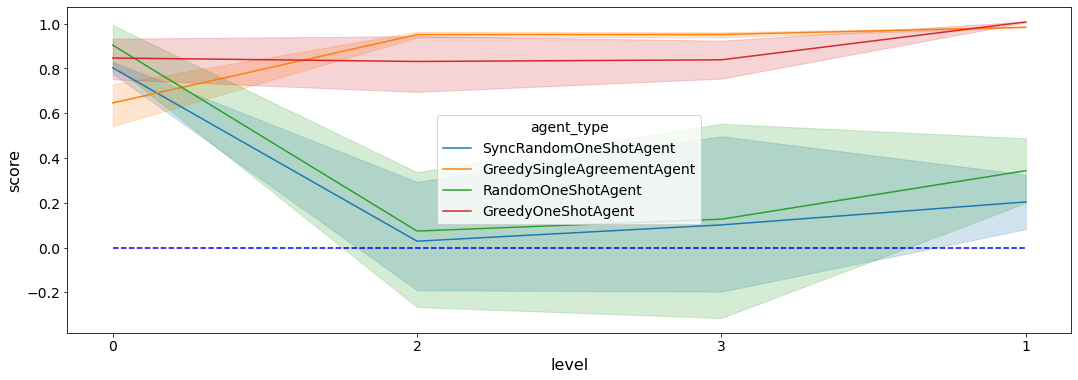 score
1.0
0.8
0.6
0.4
0.2
0.0
−0.2
agent_type
SyncRandomOneShotAgent
GreedySingleAgreementAgent
RandomOneShotAgent
GreedyOneShotAgent
0 2 3 1
level